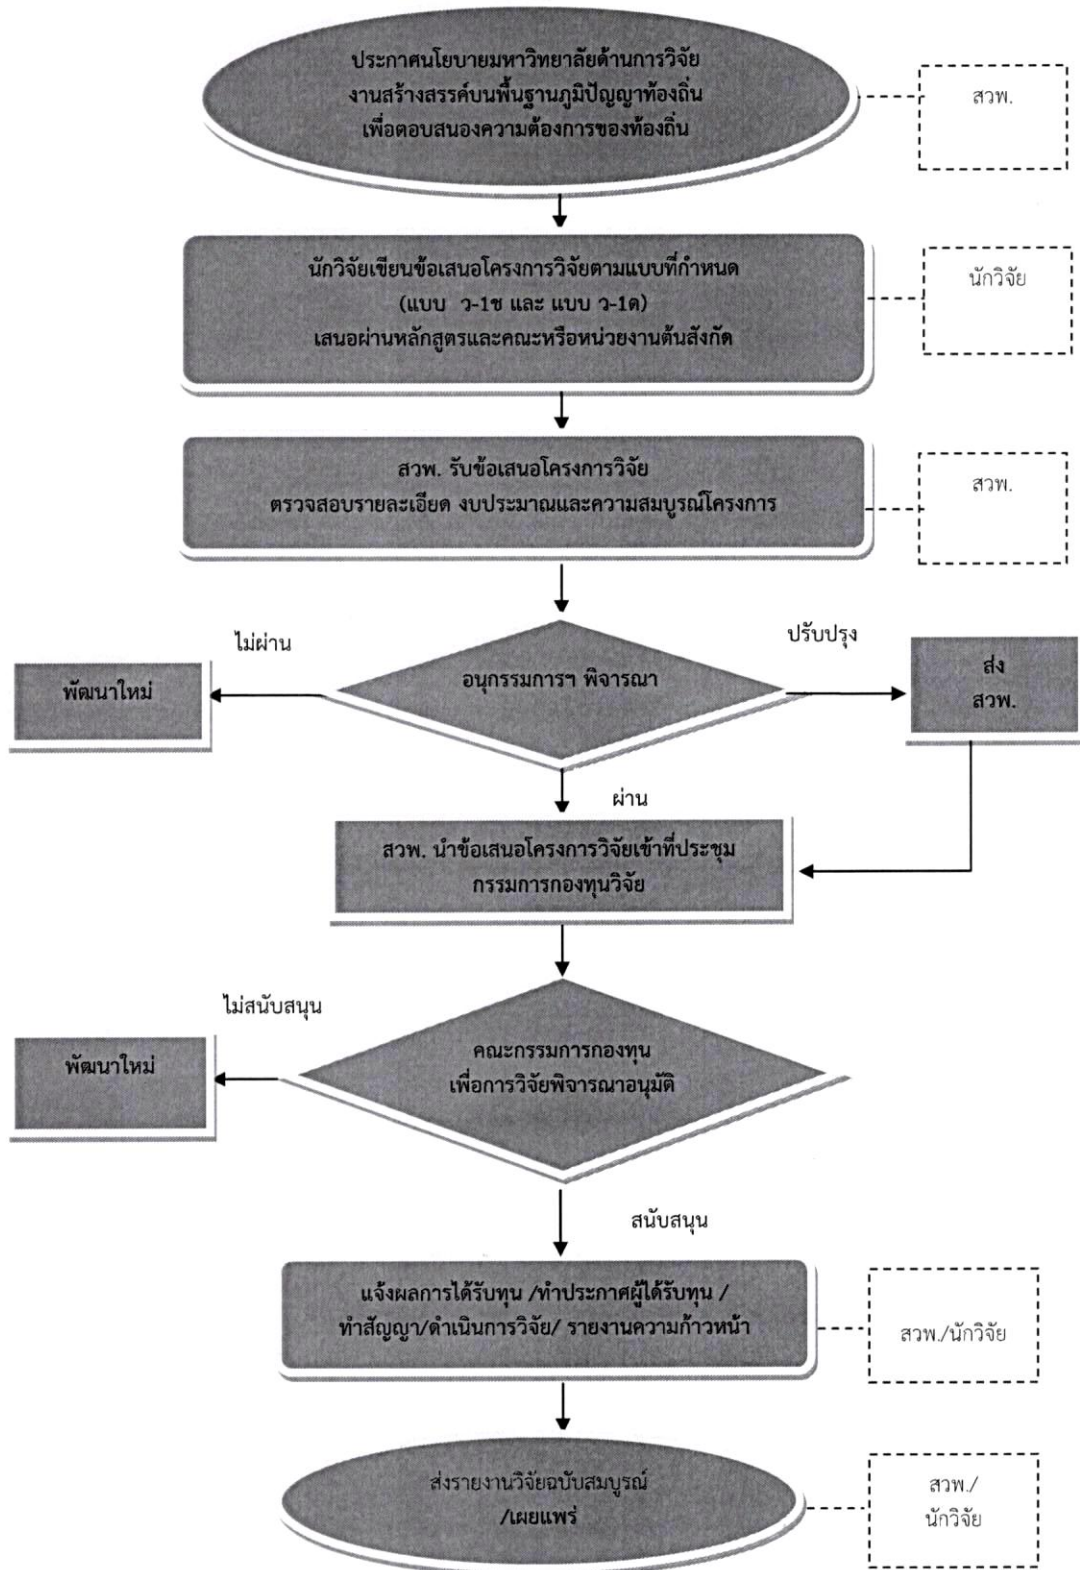 ประกาศนโยบายมหาวิทยาลัยด้านการวิจัย
งานสร้างสรรค์บนพื้นฐานภูมิปัญญาท้องถิ่น
เพื่อตอบสนองความต้องการของท้องถิ่น
สวพ.
นักวิจัยเขียนข้อเสนอโครงการวิจัยตามแบบที่กำหนด
(แบบ ว-1ช และ แบบ ว-1ด)
เสนอผ่านหลักสูตรและคณะหรือหน่วยงานต้นสังกัด
นักวิจัย
สวพ. รับข้อเสนอโครงการวิจัย
ตรวจสอบรายละเอียด งบประมาณและความสมบูรณ์โครงการ
สวพ.
ไม่ผ่าน
ปรับปรุง
พัฒนาใหม่
อนุกรรมการฯ พิจารณา
ส่ง
สวพ.
ผ่าน
สวพ. นำข้อเสนอโครงการวิจัยเข้าที่ประชุม
กรรมการกองทุนวิจัย
ไม่สนับสนุน
พัฒนาใหม่
คณะกรรมการกองทุน
เพื่อการวิจัยพิจารณาอนุมัติ
สนับสนุน
แจ้งผลการได้รับทุน /ทำประกาศผู้ได้รับทุน /
ทำสัญญา/ดำเนินการวิจัย/ รายงานความก้าวหน้า
สวพ./นักวิจัย
ส่งรายงานวิจัยฉบับสมบูรณ์
/เผยแพร่
สวพ./
นักวิจัย